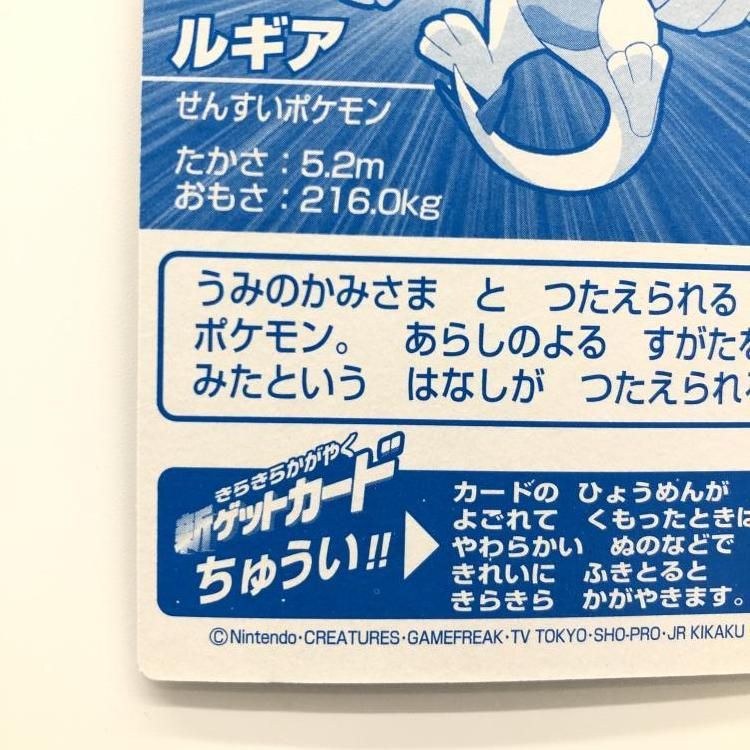 ルギア
せんすいポケモン
たかさ：5.2m
おもさ：216.0kg
うみのかみさま と つたえられる
ポケモン。 あらしのよる すがたを
みたという はなしが つたえられる
きらきらかがやく
新ゲットカード
ちゅうい!!
カードの ひょうめんが
よごれて くもったときは
やわらかい ぬのなどで
きれいに ふきとると
きらきら かがやきます。
©Nintendo・CREATURES・GAMEFREAK・TV TOKYO・SHO-PRO・JR KIKAKU